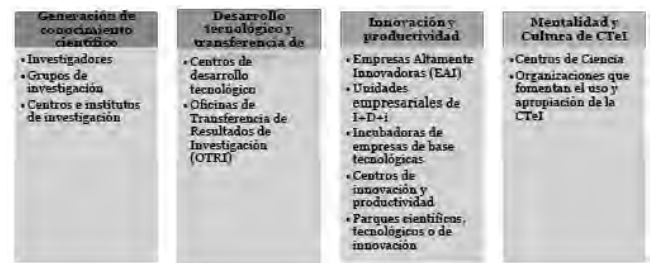 Generación de
conocimiento
científico
• Investigadores
• Grupos de
investigación
• Centros e institutos
de investigación
Desarrollo
tecnológico y
transferencia de
• Centros de
desarrollo
tecnológico
• Oficinas de
Transferencia de
Resultados de
Investigación
(OTRI)
Innovación y
productividad
• Empresas Altamente
Innovadoras (EAI)
• Unidades
empresariales de
I+D+i
• Incubadoras de
empresas de base
tecnológicas
• Centros de
innovación y
productividad
• Parques científicos,
tecnológicos o de
innovación
Mentalidad y
Cultura de CTeI
• Centros de Ciencia
• Organizaciones que
fomentan el uso y
apropiación de la
CTeI